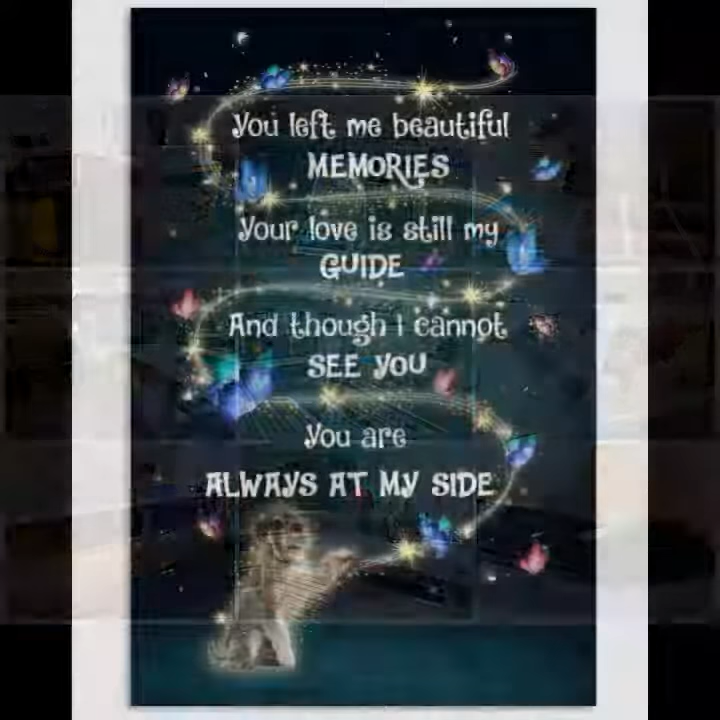 You left me beautiful
MEMORIES
Your love is still my
GUIDE
And though I cannot
SEE YOU
You are
ALWAYS AT MY SIDE